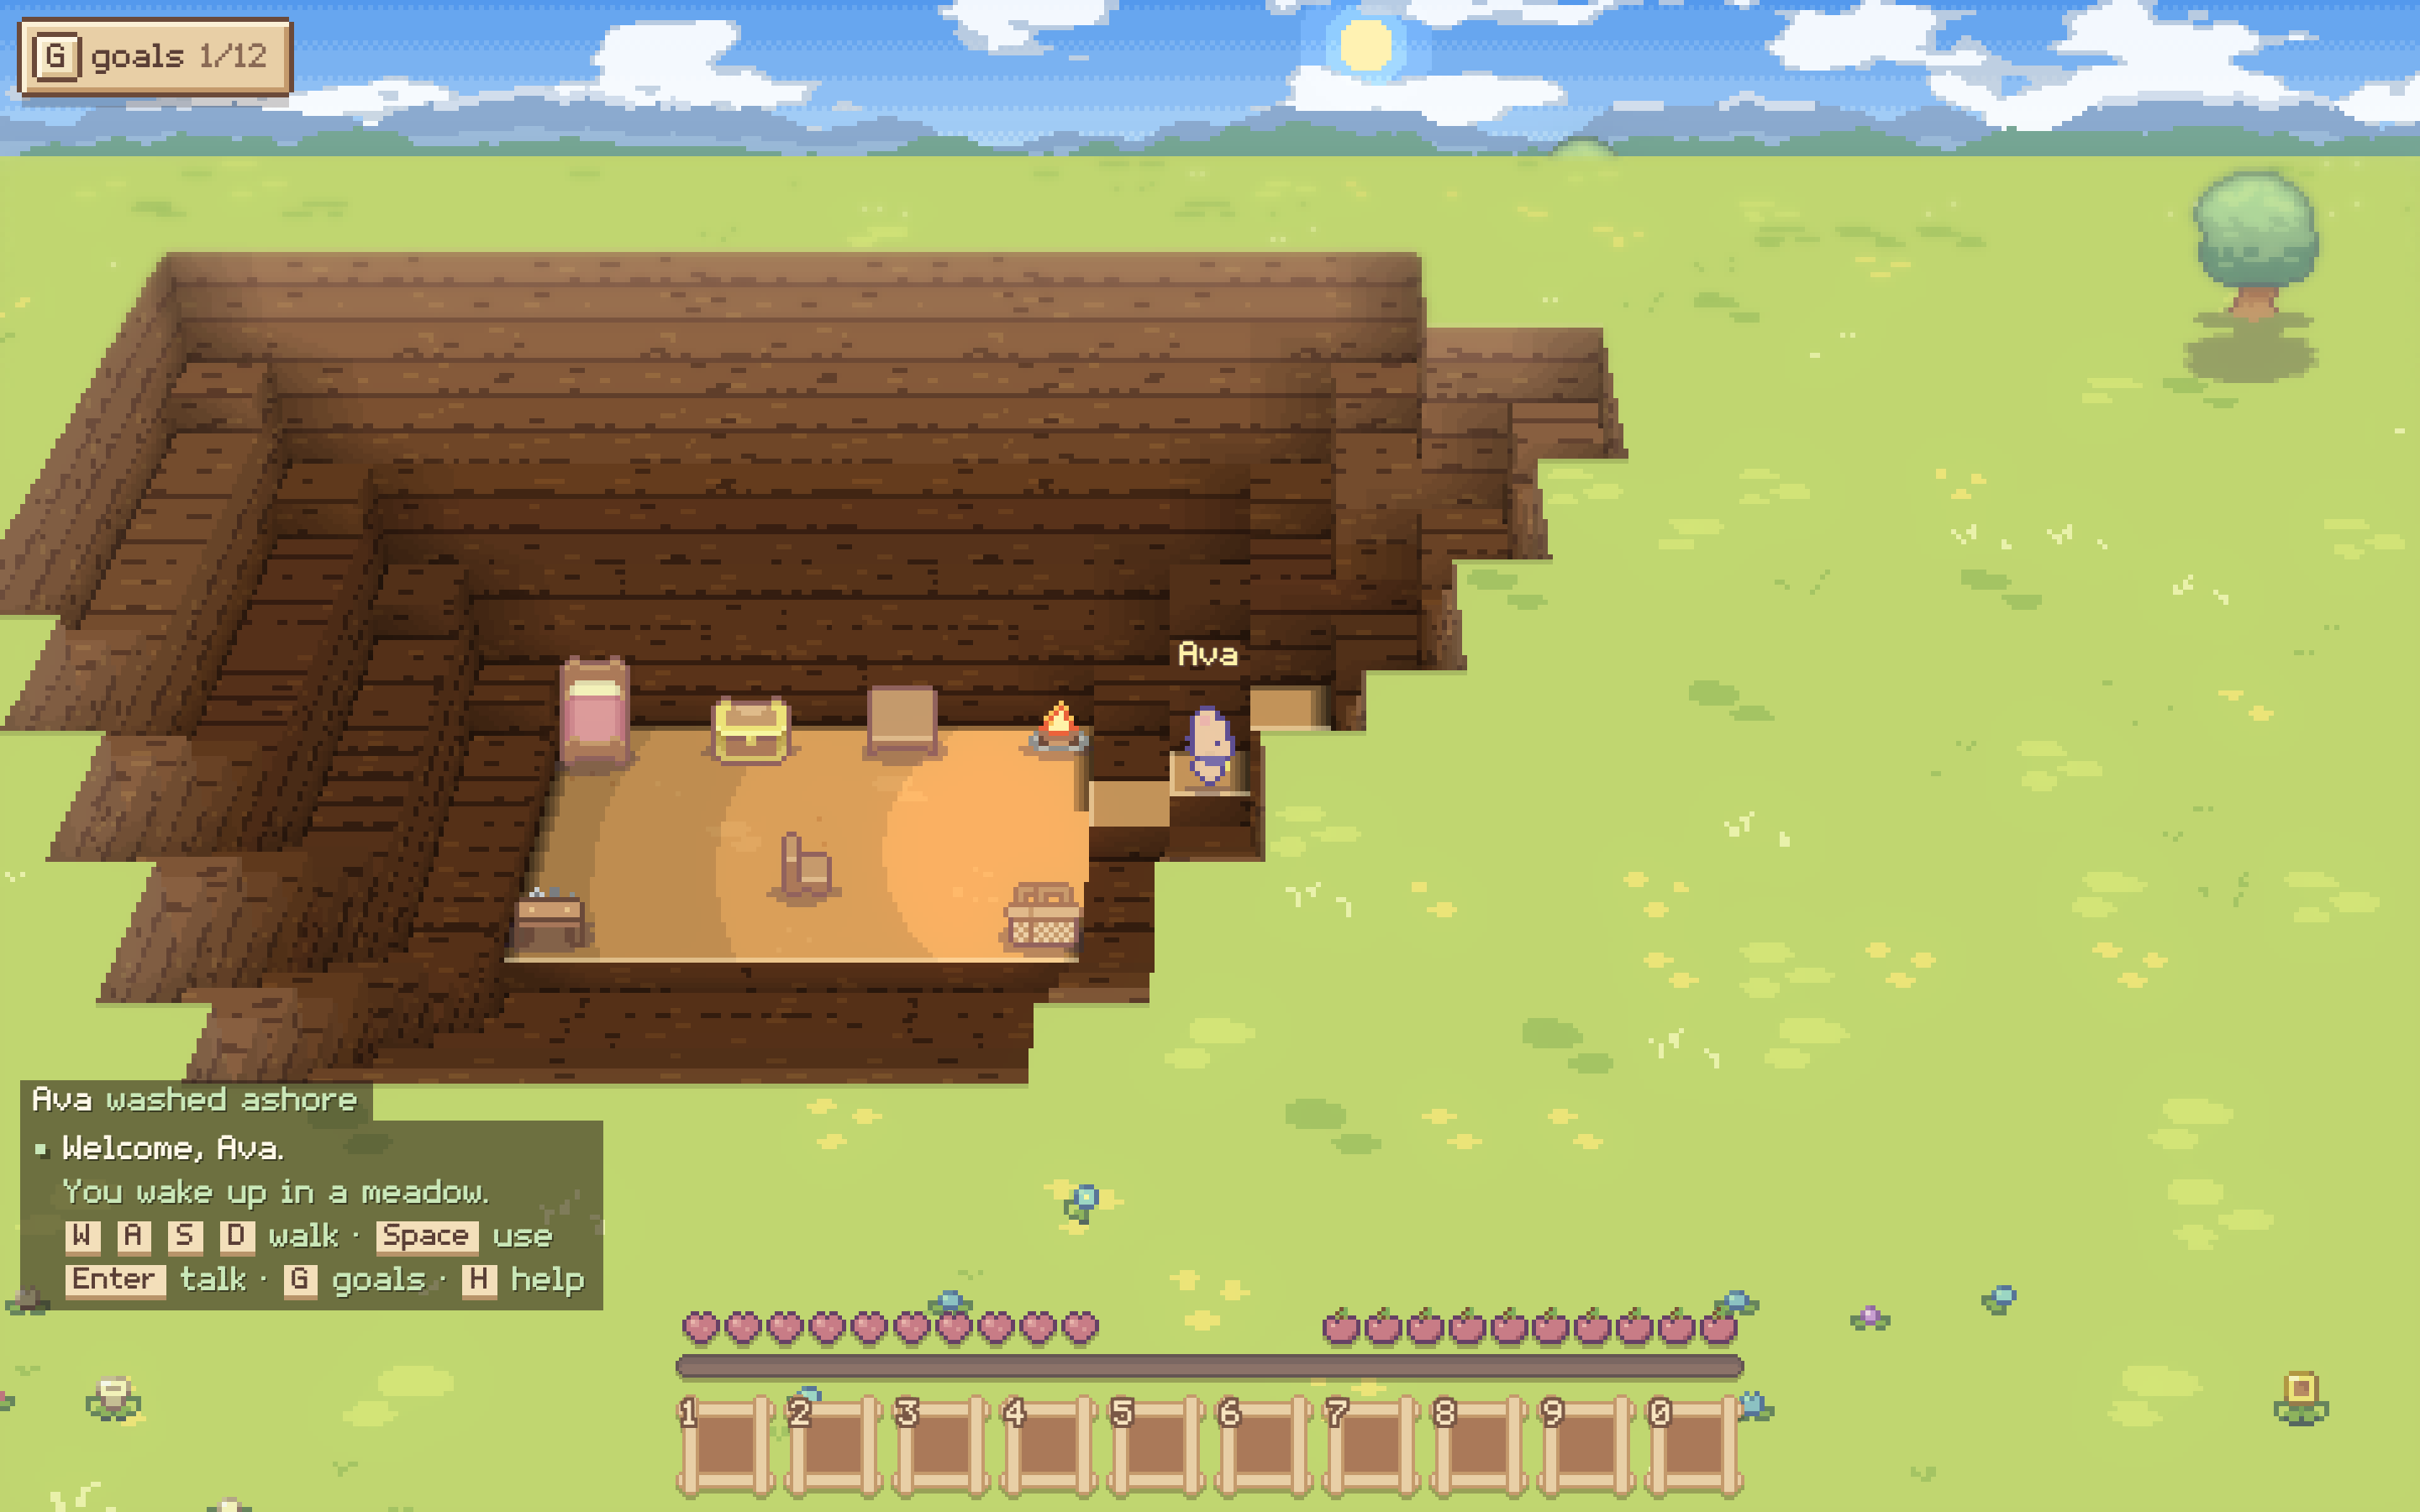 G goals 1/12
Ava
Ava washed ashore
Welcome, Ava.
You wake up in a meadow.
W A S D walk · Space use
Enter talk · G goals · H help
1 2 3 4 5 6 7 8 9 0